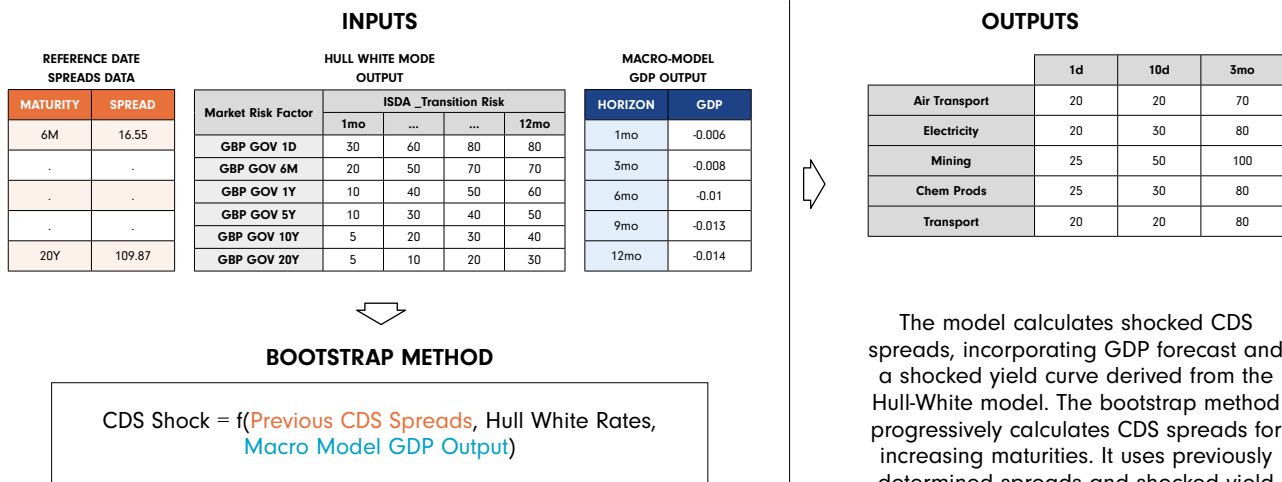 INPUTS
REFERENCE DATE
SPREADS DATA
MATURITY SPREAD
6M 16.55
. .
. .
. .
20Y 109.87
HULL WHITE MODE
OUTPUT
Market Risk Factor ISDA _Transition Risk
1mo ... ... 12mo
GBP GOV 1D 30 60 80 80
GBP GOV 6M 20 50 70 70
GBP GOV 1Y 10 40 50 60
GBP GOV 5Y 10 30 40 50
GBP GOV 10Y 5 20 30 40
GBP GOV 20Y 5 10 20 30
MACRO-MODEL
GDP OUTPUT
HORIZON GDP
1mo -0.006
3mo -0.008
6mo -0.01
9mo -0.013
12mo -0.014
BOOTSTRAP METHOD
CDS Shock = f(Previous CDS Spreads, Hull White Rates,
Macro Model GDP Output)
OUTPUTS
1d 10d 3mo
Air Transport 20 20 70
Electricity 20 30 80
Mining 25 50 100
Chem Prods 25 30 80
Transport 20 20 80
The model calculates shocked CDS
spreads, incorporating GDP forecast and
a shocked yield curve derived from the
Hull-White model. The bootstrap method
progressively calculates CDS spreads for
increasing maturities. It uses previously
determined spreads and shocked yield